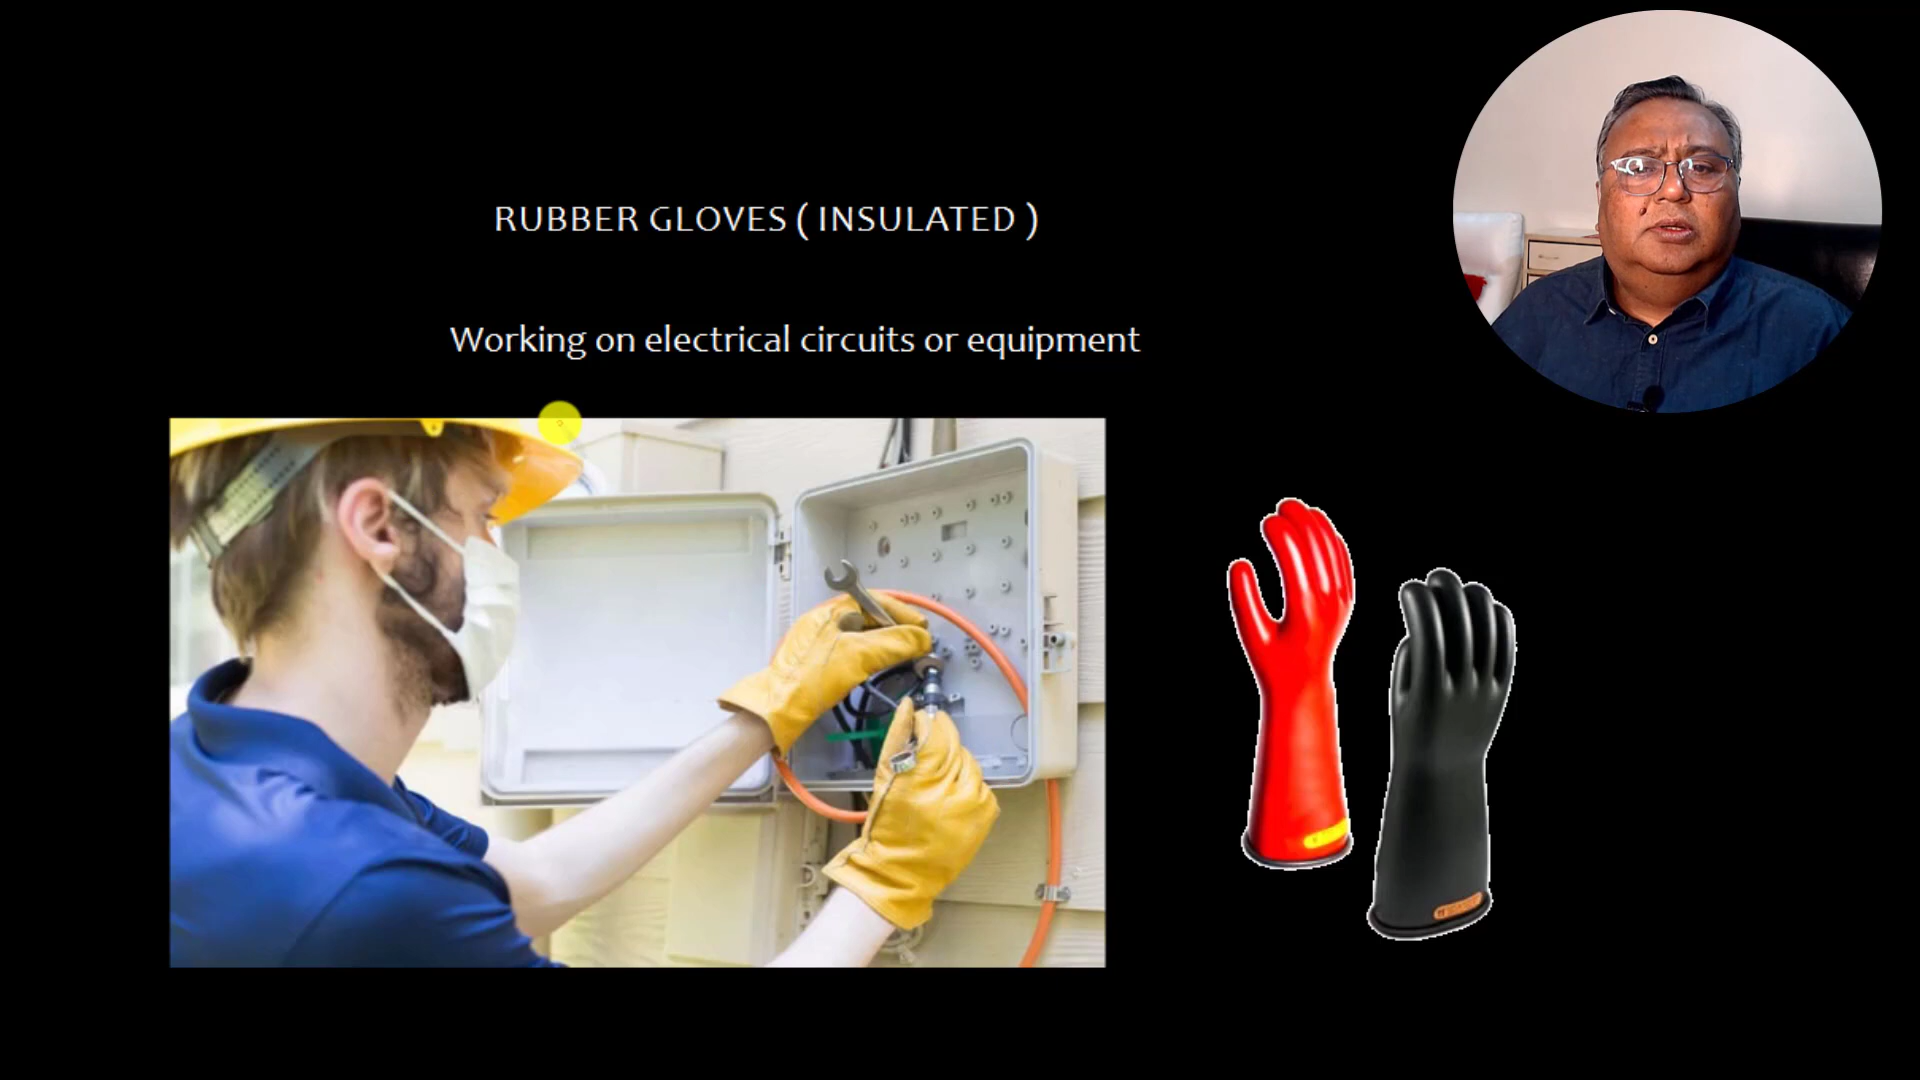 RUBBER GLOVES ( INSULATED )
Working on electrical circuits or equipment